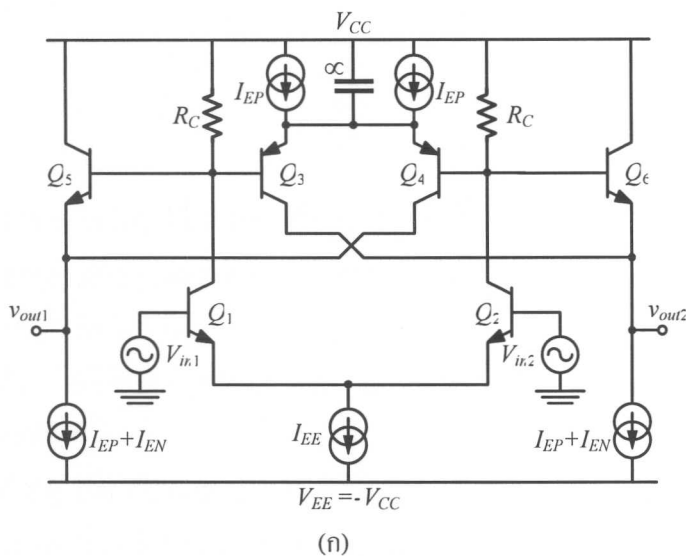 V_CC
I_EP
∝
I_EP
R_C
R_C
Q_5
Q_3
Q_4
Q_6
v_out1
Q_1
Q_2
v_out2
V_in1
V_in2
I_EP+I_EN
I_EE
I_EP+I_EN
V_EE =-V_CC
(ก)